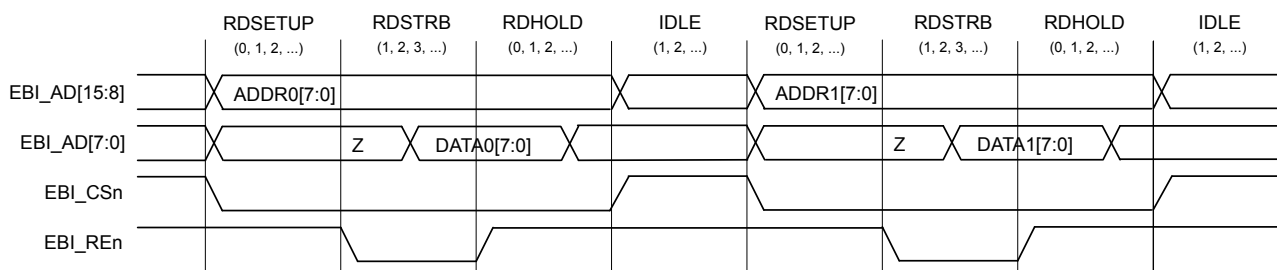 RDSETUP RDSTRB RDHOLD IDLE RDSETUP RDSTRB RDHOLD IDLE
(0, 1, 2, ...) (1, 2, 3, ...) (0, 1, 2, ...) (1, 2, ...) (0, 1, 2, ...) (1, 2, 3, ...) (0, 1, 2, ...) (1, 2, ...)
EBI_AD[15:8] ADDR0[7:0] ADDR1[7:0]
EBI_AD[7:0] Z DATA0[7:0] Z DATA1[7:0]
EBI_CSn
EBI_REn